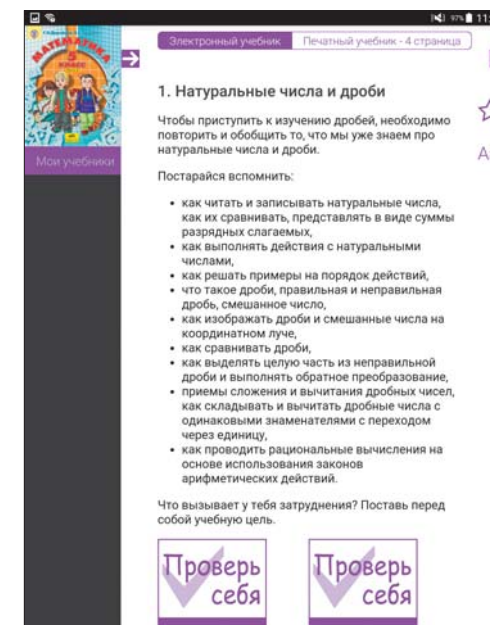 97% 11:
МАТЕМАТИКА
5
КЛАСС
Мои учебники
Электронный учебник
Печатный учебник - 4 страница
1. Натуральные числа и дроби
Чтобы приступить к изучению дробей, необходимо
повторить и обобщить то, что мы уже знаем про
натуральные числа и дроби.
Постарайся вспомнить:
• как читать и записывать натуральные числа,
как их сравнивать, представлять в виде суммы
разрядных слагаемых,
• как выполнять действия с натуральными
числами,
• как решать примеры на порядок действий,
• что такое дроби, правильная и неправильная
дробь, смешанное число,
• как изображать дроби и смешанные числа на
координатном луче,
• как сравнивать дроби,
• как выделять целую часть из неправильной
дроби и выполнять обратное преобразование,
• приемы сложения и вычитания дробных чисел,
как складывать и вычитать дробные числа с
одинаковыми знаменателями с переходом
через единицу,
• как проводить рациональные вычисления на
основе использования законов
арифметических действий.
Что вызывает у тебя затруднения? Поставь перед
собой учебную цель.
Проверь
себя
Проверь
себя
А